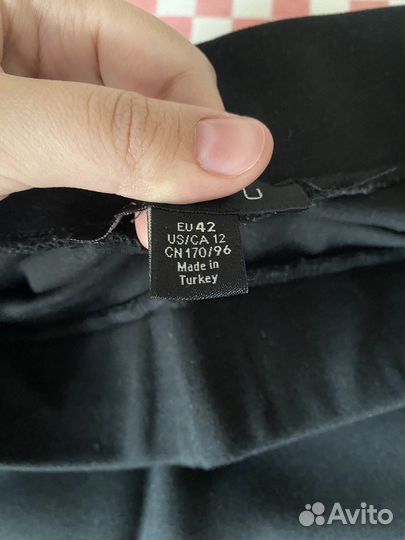 EU 42
US/CA 12
CN 170/96
Made in
Turkey
Avito